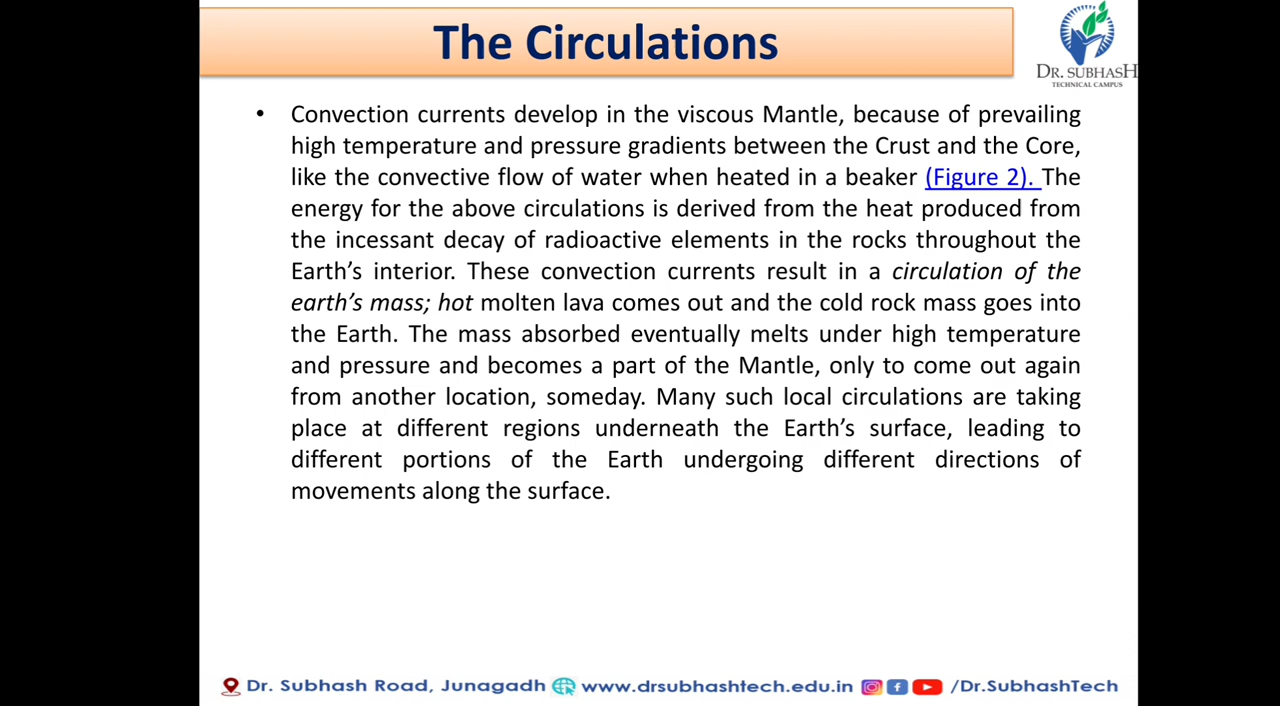 The Circulations
DR. SUBHASH
TECHNICAL CAMPUS
• Convection currents develop in the viscous Mantle, because of prevailing
high temperature and pressure gradients between the Crust and the Core,
like the convective flow of water when heated in a beaker (Figure 2). The
energy for the above circulations is derived from the heat produced from
the incessant decay of radioactive elements in the rocks throughout the
Earth’s interior. These convection currents result in a circulation of the
earth’s mass; hot molten lava comes out and the cold rock mass goes into
the Earth. The mass absorbed eventually melts under high temperature
and pressure and becomes a part of the Mantle, only to come out again
from another location, someday. Many such local circulations are taking
place at different regions underneath the Earth’s surface, leading to
different portions of the Earth undergoing different directions of
movements along the surface.
Dr. Subhash Road, Junagadh www.drsubhashtech.edu.in /Dr.SubhashTech